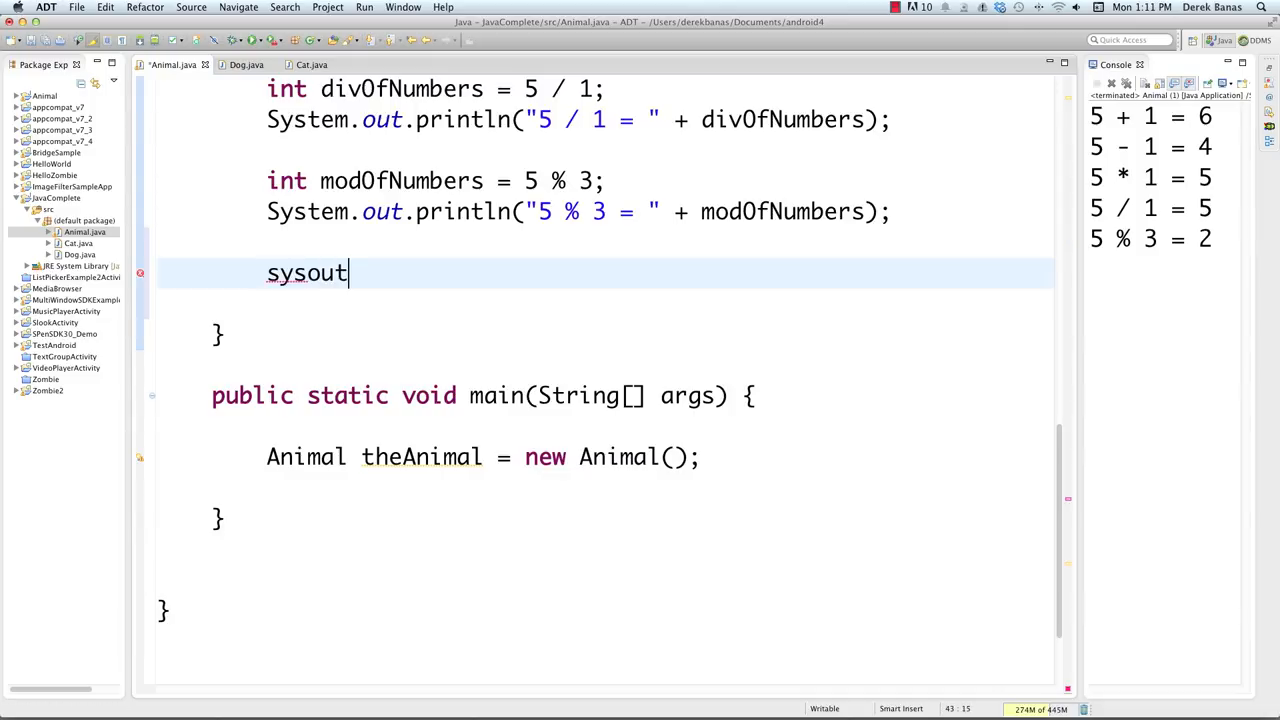 ADT File Edit Refactor Source Navigate Search Project Run Window Help 10 Mon 1:11 PM Derek Banas
Java – JavaComplete/src/Animal.java – ADT – /Users/derekbanas/Documents/android4
Quick Access Java DDMS
Package Exp
*Animal.java Dog.java Cat.java
Console
<terminated> Animal (1) [Java Application] /S
Animal
appcompat_v7
appcompat_v7_2
appcompat_v7_3
appcompat_v7_4
BridgeSample
HelloWorld
HelloZombie
ImageFilterSampleApp
JavaComplete
src
(default package)
Animal.java
Cat.java
Dog.java
JRE System Library [Ja
ListPickerExample2Activi
MediaBrowser
MultiWindowSDKExample
MusicPlayerActivity
SlookActivity
SPenSDK30_Demo
TestAndroid
TextGroupActivity
VideoPlayerActivity
Zombie
Zombie2
int divOfNumbers = 5 / 1;
System.out.println("5 / 1 = " + divOfNumbers);
int modOfNumbers = 5 % 3;
System.out.println("5 % 3 = " + modOfNumbers);
sysout
}
public static void main(String[] args) {
Animal theAnimal = new Animal();
}
}
5 + 1 = 6
5 - 1 = 4
5 * 1 = 5
5 / 1 = 5
5 % 3 = 2
Writable Smart Insert 43 : 15 274M of 445M